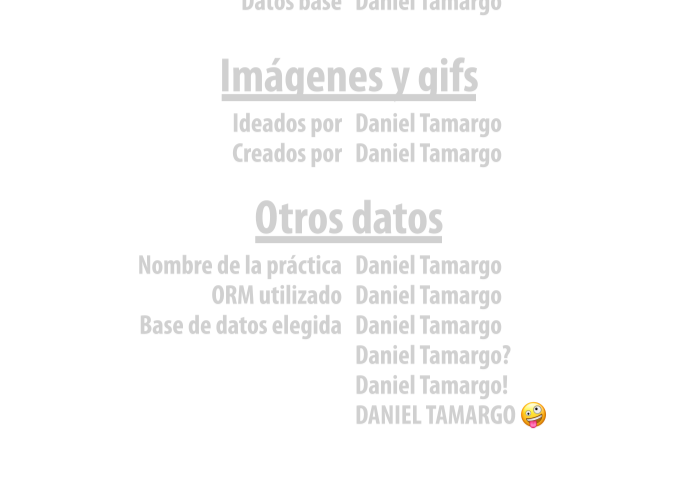 Datos base Daniel Tamargo
Imágenes y gifs
Ideados por Daniel Tamargo
Creados por Daniel Tamargo
Otros datos
Nombre de la práctica Daniel Tamargo
ORM utilizado Daniel Tamargo
Base de datos elegida Daniel Tamargo
Daniel Tamargo?
Daniel Tamargo!
DANIEL TAMARGO 🤪